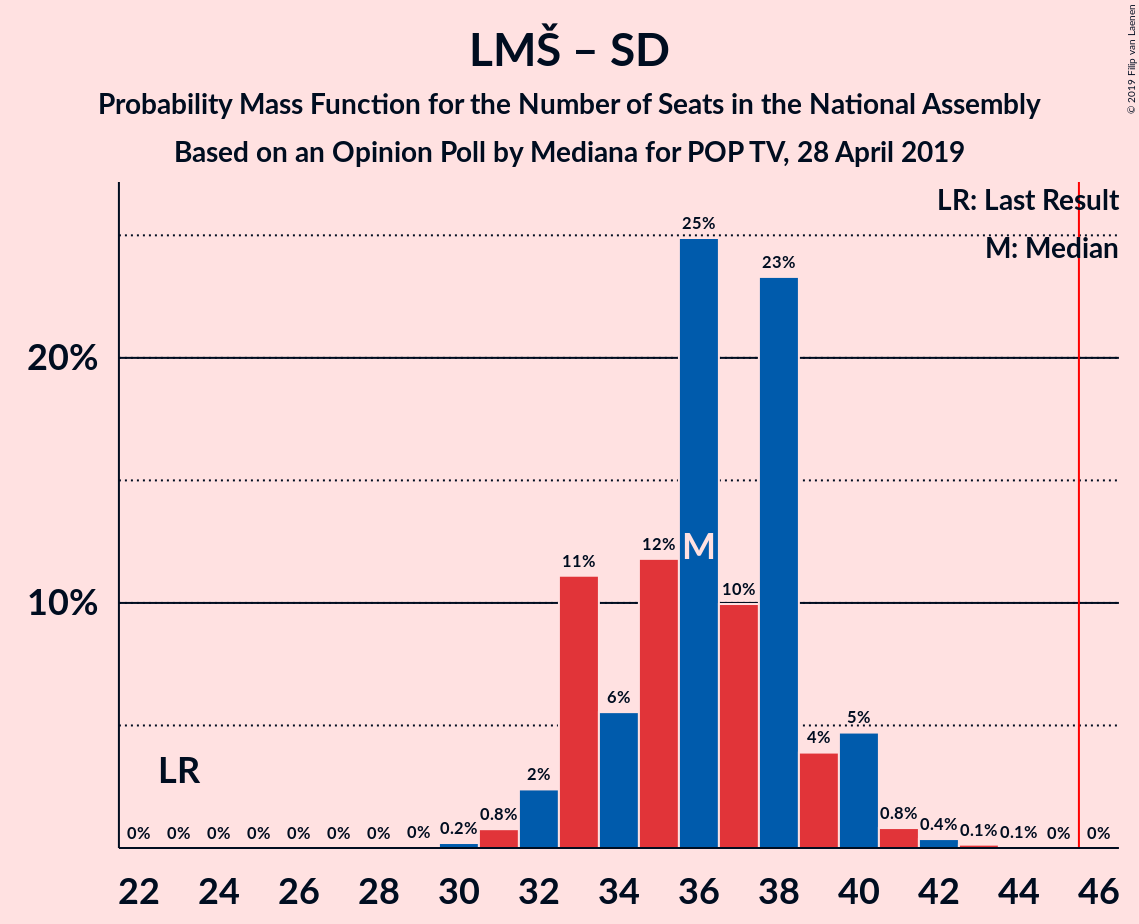 LMŠ – SD
Probability Mass Function for the Number of Seats in the National Assembly
Based on an Opinion Poll by Mediana for POP TV, 28 April 2019
© 2019 Filip van Laenen
LR: Last Result
M: Median
20%
10%
LR
M
0% 0% 0% 0% 0% 0% 0% 0% 0.2% 0.8% 2% 11% 6% 12% 25% 10% 23% 4% 5% 0.8% 0.4% 0.1% 0.1% 0% 0%
22 24 26 28 30 32 34 36 38 40 42 44 46